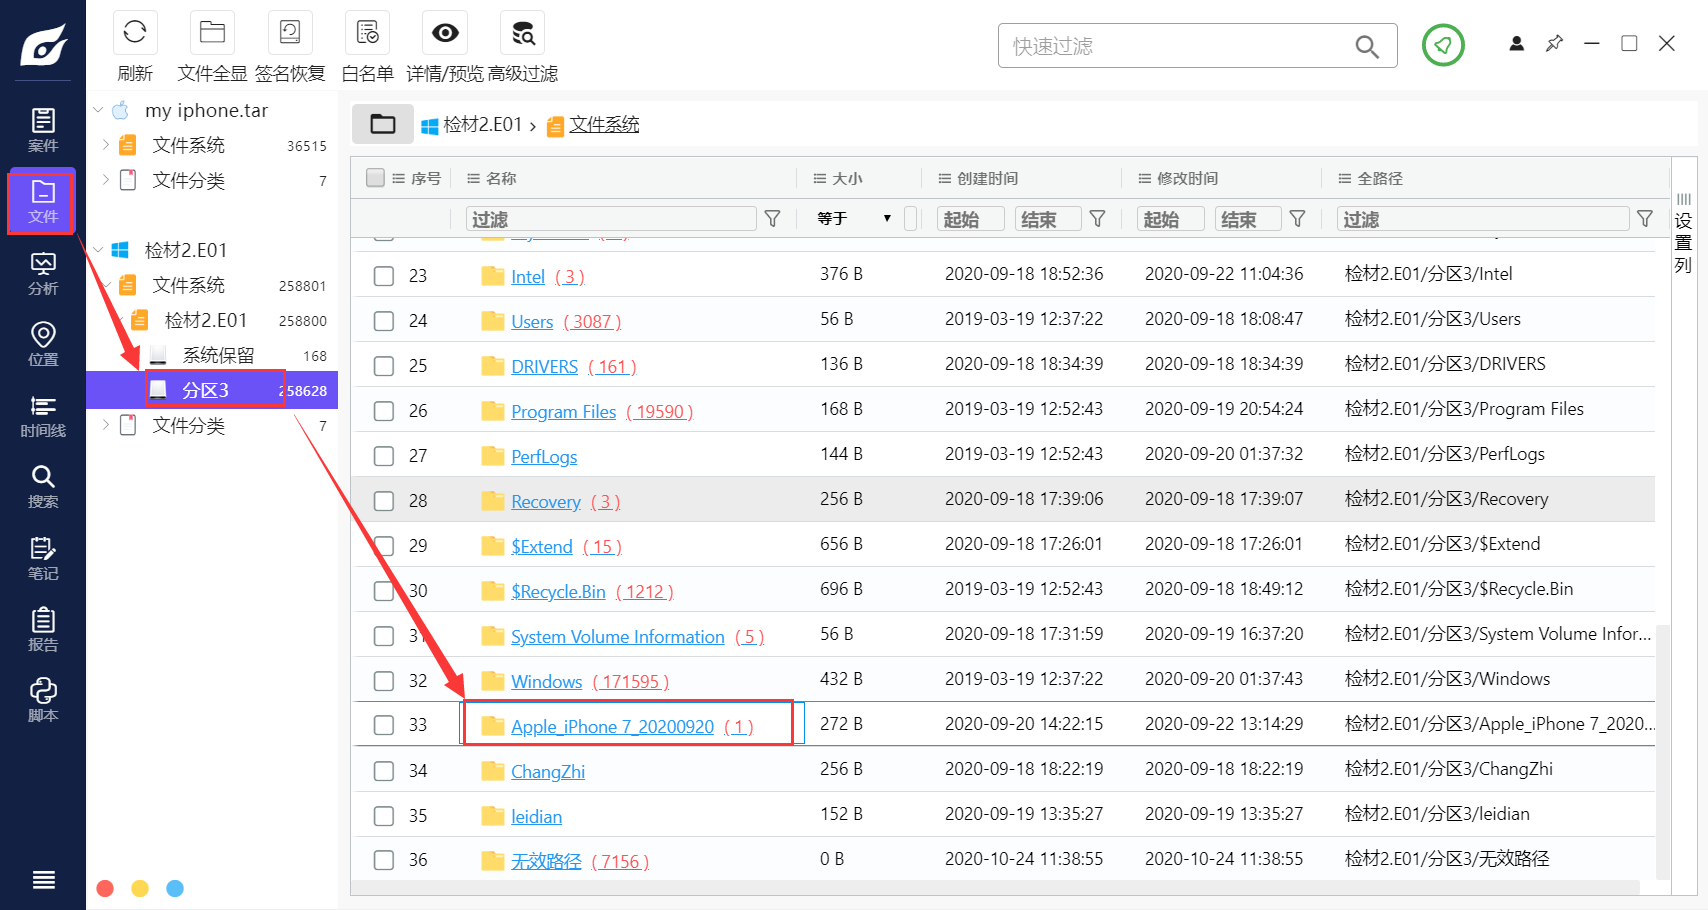 刷新 文件全显 签名恢复 白名单 详情/预览 高级过滤
快速过滤
案件
文件
分析
位置
时间线
搜索
笔记
报告
脚本
my iphone.tar
文件系统 36515
文件分类 7
检材2.E01
文件系统 258801
检材2.E01 258800
系统保留 168
分区3 258628
文件分类 7
检材2.E01 › 文件系统
序号 名称 大小 创建时间 修改时间 全路径
过滤 等于 起始 结束 起始 结束 过滤
设置列
23 Intel ( 3 ) 376 B 2020-09-18 18:52:36 2020-09-22 11:04:36 检材2.E01/分区3/Intel
24 Users ( 3087 ) 56 B 2019-03-19 12:37:22 2020-09-18 18:08:47 检材2.E01/分区3/Users
25 DRIVERS ( 161 ) 136 B 2020-09-18 18:34:39 2020-09-18 18:34:39 检材2.E01/分区3/DRIVERS
26 Program Files ( 19590 ) 168 B 2019-03-19 12:52:43 2020-09-19 20:54:24 检材2.E01/分区3/Program Files
27 PerfLogs 144 B 2019-03-19 12:52:43 2020-09-20 01:37:32 检材2.E01/分区3/PerfLogs
28 Recovery ( 3 ) 256 B 2020-09-18 17:39:06 2020-09-18 17:39:07 检材2.E01/分区3/Recovery
29 $Extend ( 15 ) 656 B 2020-09-18 17:26:01 2020-09-18 17:26:01 检材2.E01/分区3/$Extend
30 $Recycle.Bin ( 1212 ) 696 B 2019-03-19 12:52:43 2020-09-18 18:49:12 检材2.E01/分区3/$Recycle.Bin
31 System Volume Information ( 5 ) 56 B 2020-09-18 17:31:59 2020-09-19 16:37:20 检材2.E01/分区3/System Volume Infor...
32 Windows ( 171595 ) 432 B 2019-03-19 12:37:22 2020-09-20 01:37:43 检材2.E01/分区3/Windows
33 Apple_iPhone 7_20200920 ( 1 ) 272 B 2020-09-20 14:22:15 2020-09-22 13:14:29 检材2.E01/分区3/Apple_iPhone 7_2020...
34 ChangZhi 256 B 2020-09-18 18:22:19 2020-09-18 18:22:19 检材2.E01/分区3/ChangZhi
35 leidian 152 B 2020-09-19 13:35:27 2020-09-19 13:35:27 检材2.E01/分区3/leidian
36 无效路径 ( 7156 ) 0 B 2020-10-24 11:38:55 2020-10-24 11:38:55 检材2.E01/分区3/无效路径